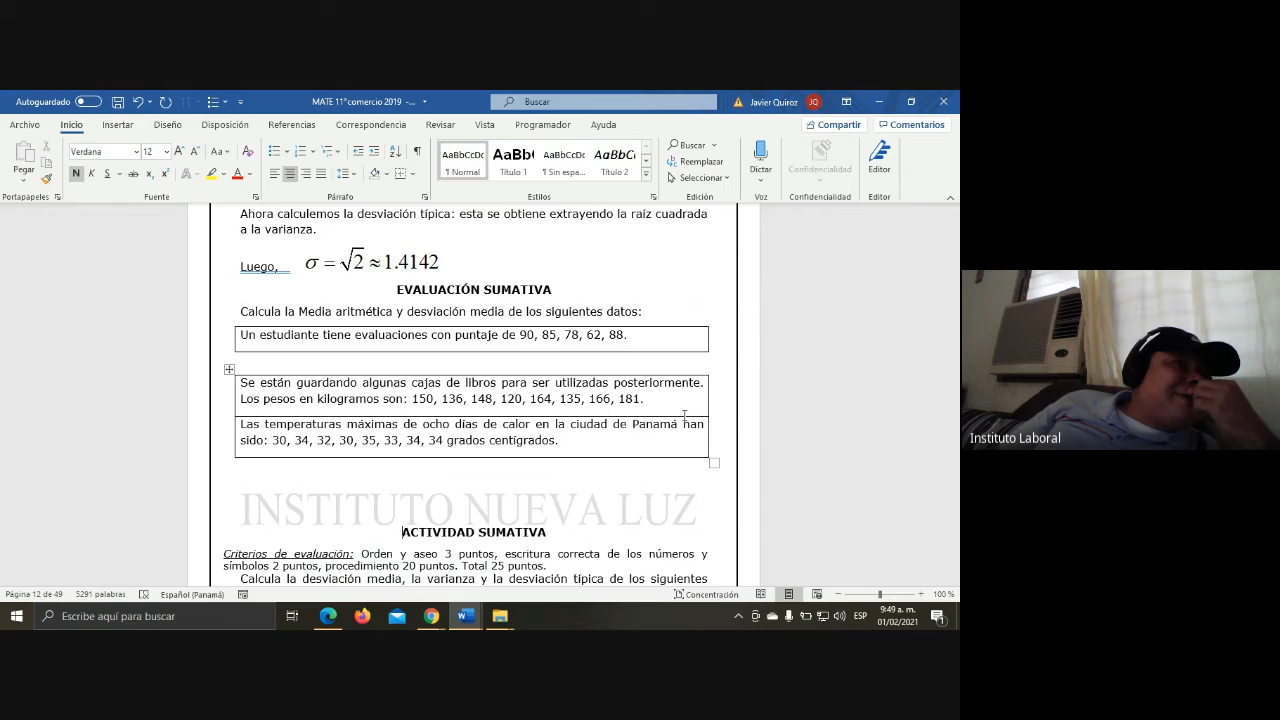 Autoguardado
MATE 11°comercio 2019 -...
Buscar
Javier Quiroz
JQ
Archivo Inicio Insertar Diseño Disposición Referencias Correspondencia Revisar Vista Programador Ayuda
Compartir
Comentarios
Pegar
Verdana
12
Aa
N K S ab x₂ x²
AaBbCcDc
¶ Normal
AaBb(
Título 1
AaBbCcDc
¶ Sin espa...
AaBbC(
Título 2
Buscar
Reemplazar
Seleccionar
Dictar
Confidencialidad
Editor
Portapapeles Fuente Párrafo Estilos Edición Voz Confidencialidad Editor
Ahora calculemos la desviación típica: esta se obtiene extrayendo la raíz cuadrada
a la varianza.
Luego, σ = √2 ≈ 1.4142
EVALUACIÓN SUMATIVA
Calcula la Media aritmética y desviación media de los siguientes datos:
Un estudiante tiene evaluaciones con puntaje de 90, 85, 78, 62, 88.
Se están guardando algunas cajas de libros para ser utilizadas posteriormente.
Los pesos en kilogramos son: 150, 136, 148, 120, 164, 135, 166, 181.
Las temperaturas máximas de ocho días de calor en la ciudad de Panamá han
sido: 30, 34, 32, 30, 35, 33, 34, 34 grados centígrados.
INSTITUTO NUEVA LUZ
ACTIVIDAD SUMATIVA
Criterios de evaluación: Orden y aseo 3 puntos, escritura correcta de los números y
símbolos 2 puntos, procedimiento 20 puntos. Total 25 puntos.
Calcula la desviación media, la varianza y la desviación típica de los siguientes
Página 12 de 49 5291 palabras Español (Panamá) Concentración 100 %
Escribe aquí para buscar
ESP
9:49 a. m.
01/02/2021
1
Instituto Laboral